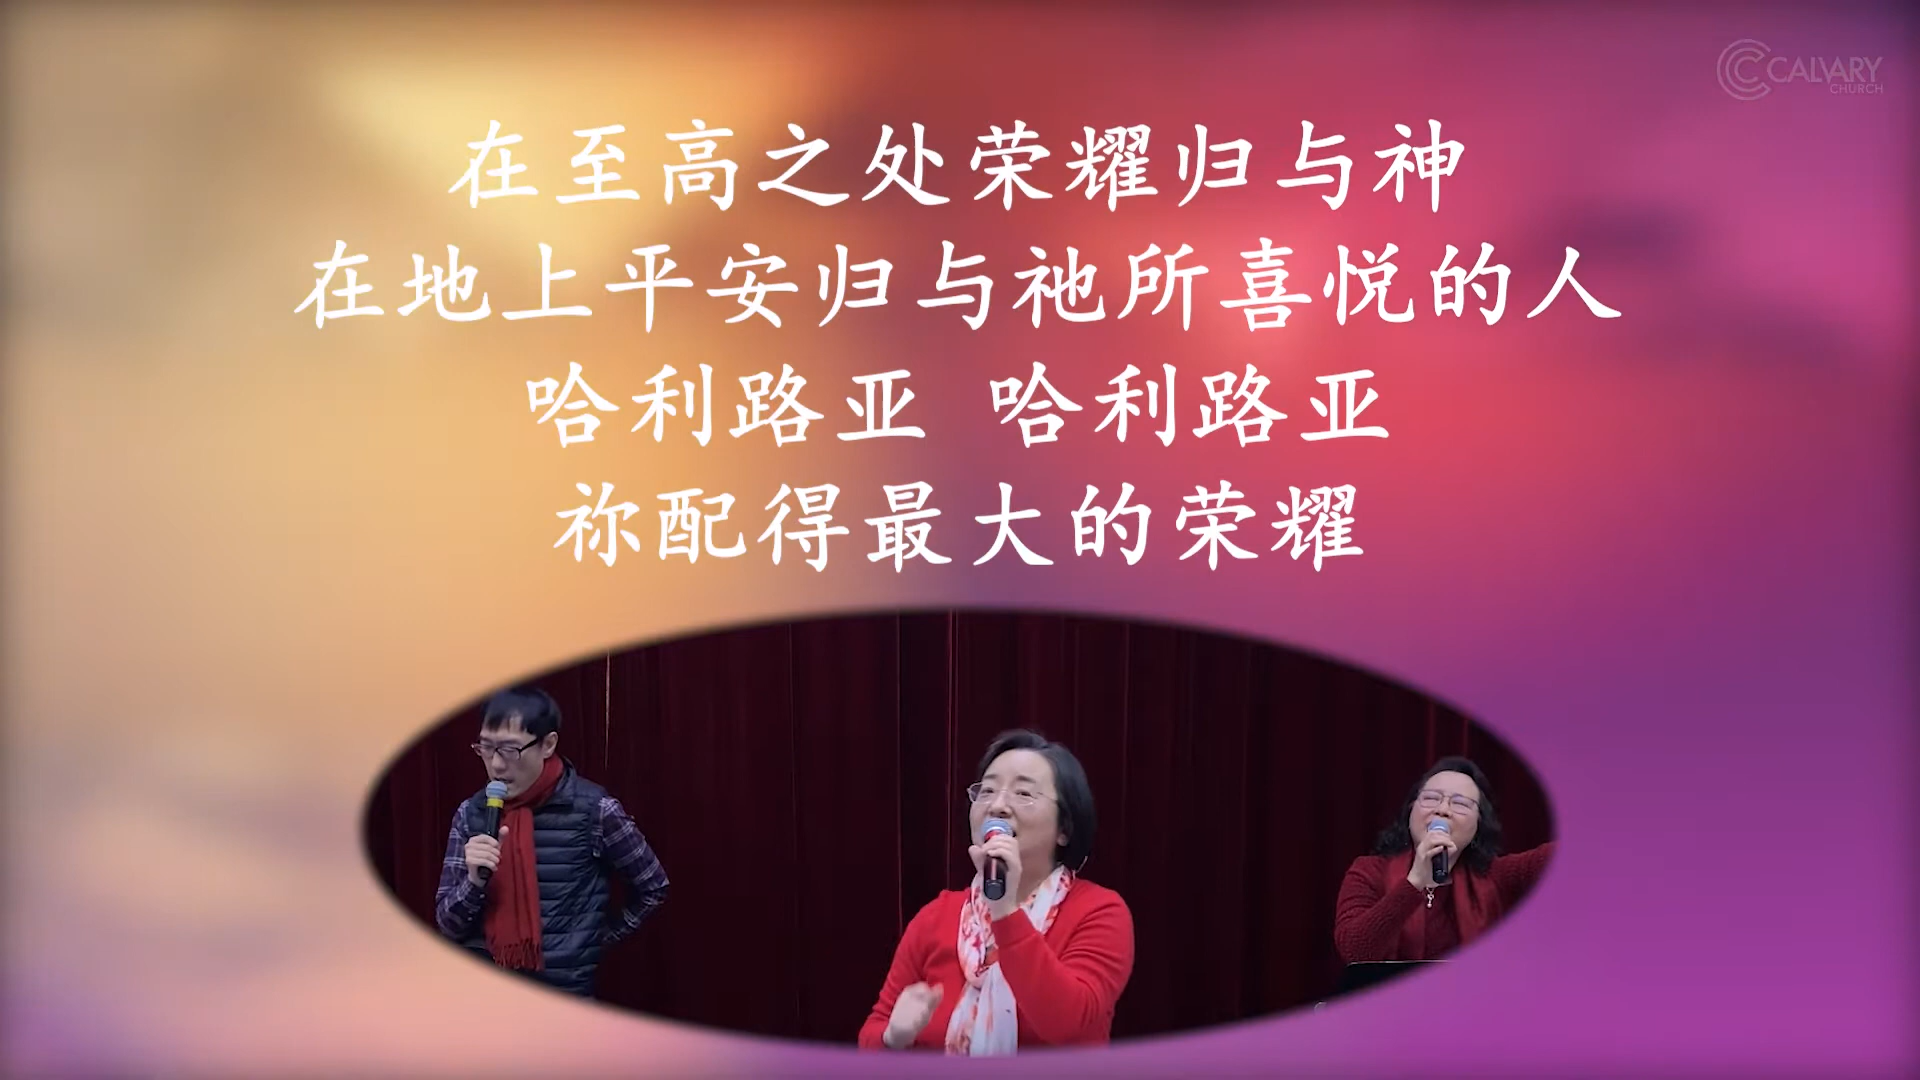 CALVARY
CHURCH
在至高之处荣耀归与神
在地上平安归与祂所喜悦的人
哈利路亚 哈利路亚
祢配得最大的荣耀